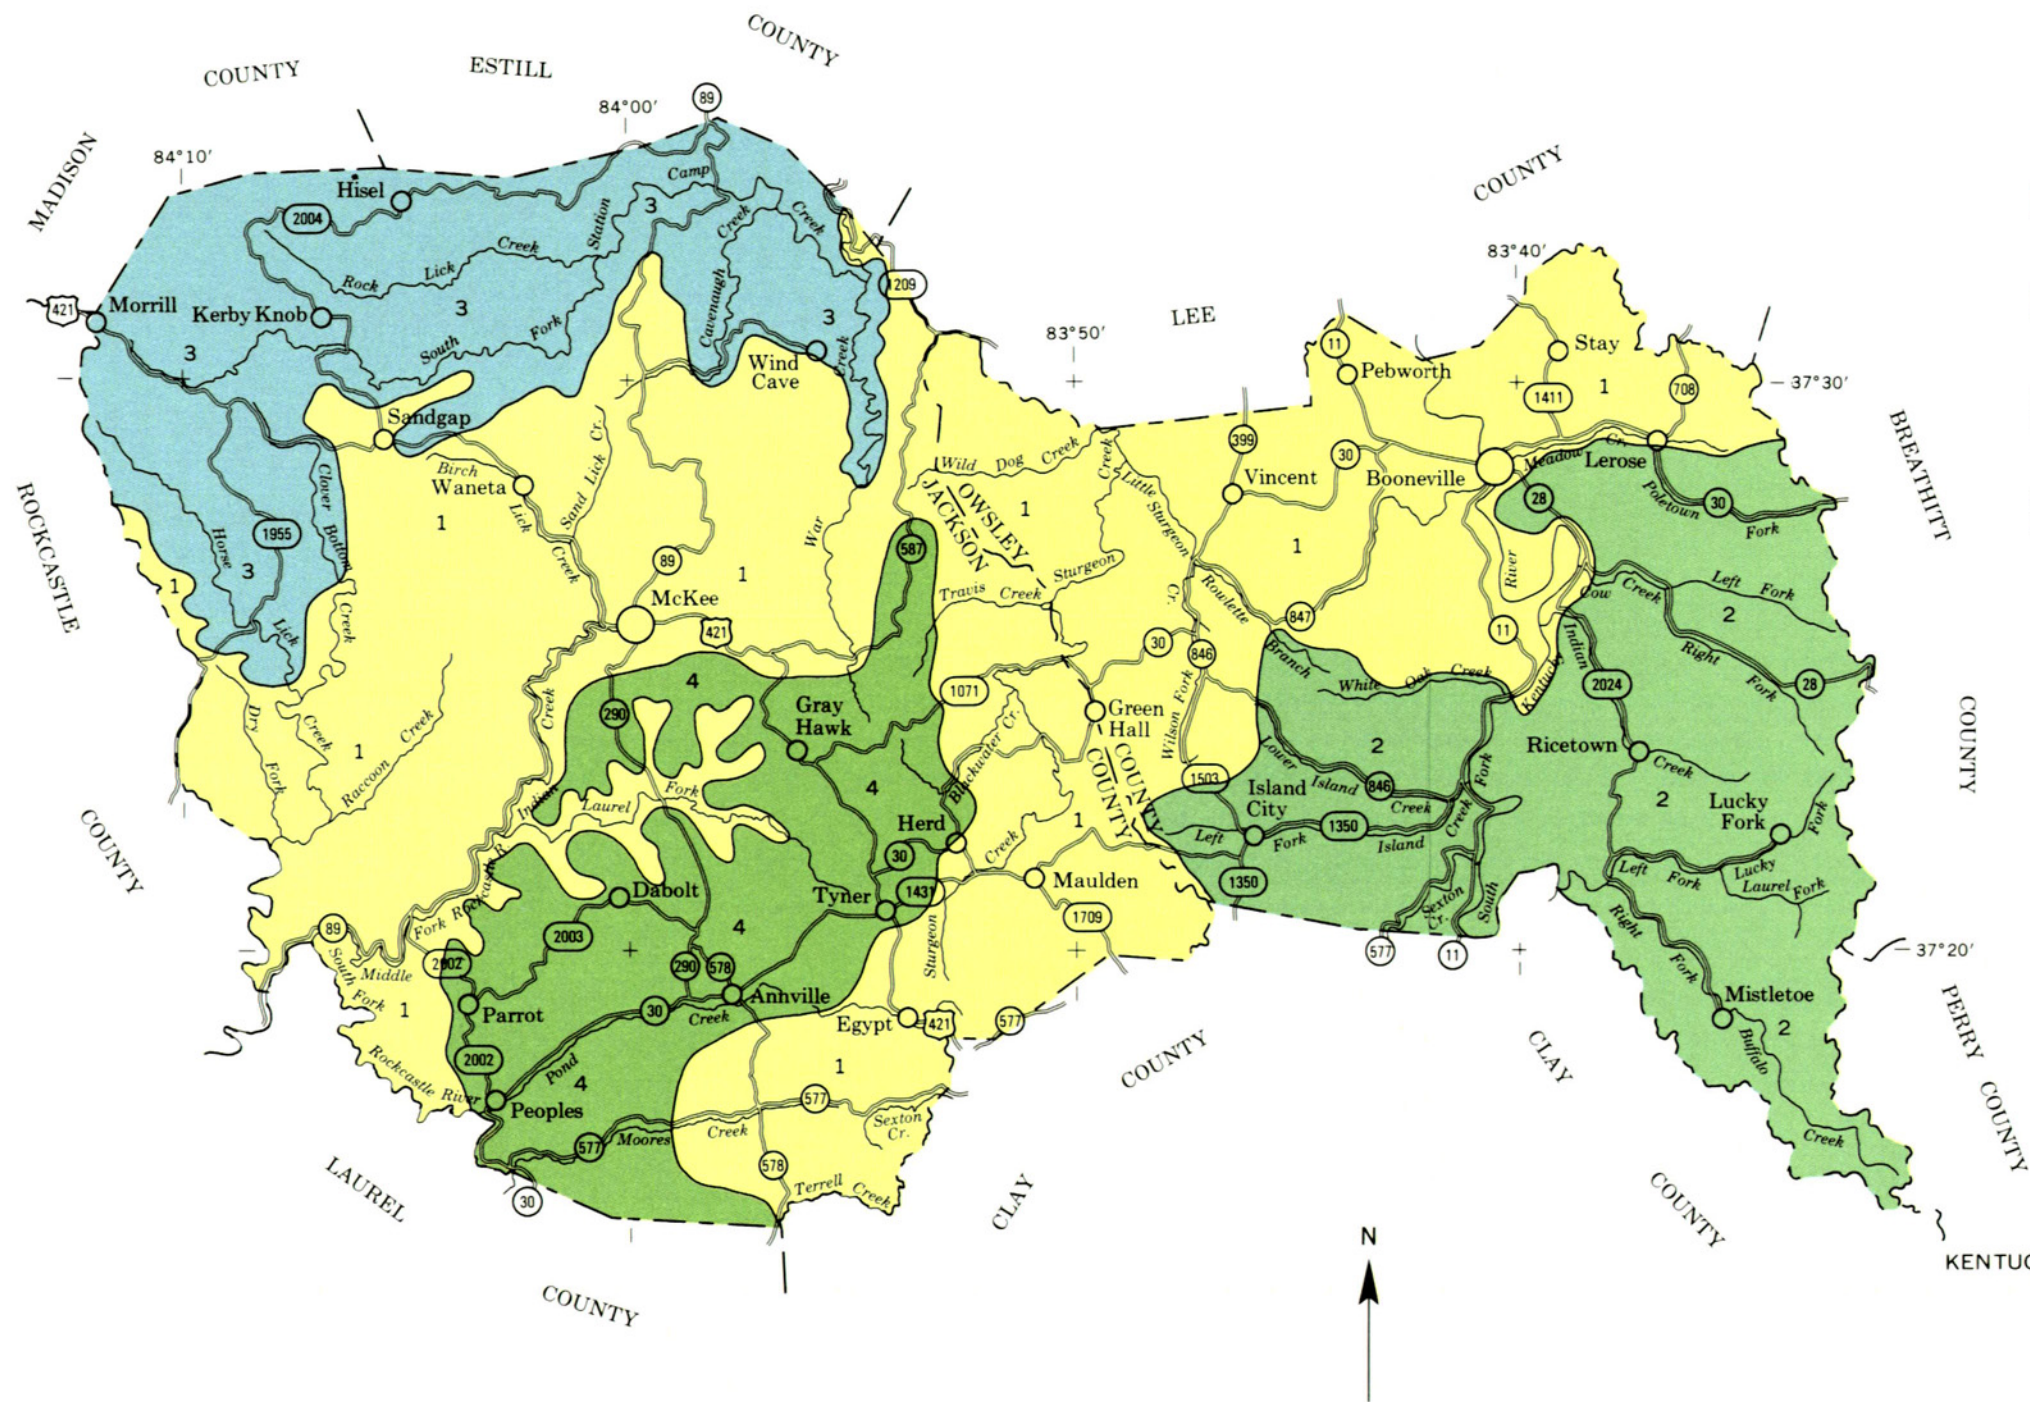 COUNTY
ESTILL
COUNTY
MADISON
84°10'
84°00'
89
COUNTY
Hisel
2004
Camp
Station
3
Creek
Creek
Creek
Rock
Lick
1209
83°40'
421
Morrill
Kerby Knob
3
South
Fork
Cavenaugh
3
Creek
Wind
Cave
83°50'
LEE
11
Stay
Pebworth
1411
1
708
37°30'
3
Sandgap
BREATHITT
ROCKCASTLE
Birch
Waneta
Lick
Creek
Sand Lick Cr.
Clover Bottom
Creek
1955
Horse
Lick
3
1
1
War
Wild Dog Creek
Creek
Little Sturgeon
Cr.
399
Vincent
30
Booneville
Meadow
Cr.
Lerose
28
Poletown
30
Fork
OWSLEY
JACKSON
1
587
89
1
McKee
421
Travis Creek
Sturgeon
1
River
Rowlette
Branch
847
11
Cow Creek
Left Fork
2
Right
Fork
28
30
846
Wilson Fork
1071
4
290
Gray
Hawk
Green
Hall
White Oak Creek
Kentucky
Indian
2024
COUNTY
Dry
Fork
Creek
1
Raccoon Creek
Creek
Indian
Laurel
Fork
4
Blackwater Cr.
COUNTY
COUNTY
1503
Lower
Island
846
Creek
2
Ricetown
Creek
2
Lucky
Fork
Fork
COUNTY
Herd
30
1
Creek
Island
City
Left
Fork
1350
Island
Creek
Fork
Left
Fork
Lucky
Laurel Fork
Dabolt
Tyner
1431
Maulden
1350
1709
Sexton
Cr.
South
577
11
Right
Fork
89
Fork Rockcastle R.
2003
4
290
578
2002
Middle
South
Fork
1
Parrot
30
Annville
Creek
Sturgeon
Egypt
421
577
37°20'
Mistletoe
2
Buffalo
Creek
PERRY COUNTY
Rockcastle River
2002
Pond
4
Peoples
1
577
Sexton
Cr.
577
Moores
Creek
578
Terrell Creek
30
COUNTY
CLAY
COUNTY
LAUREL
COUNTY
CLAY
N
KENTUC